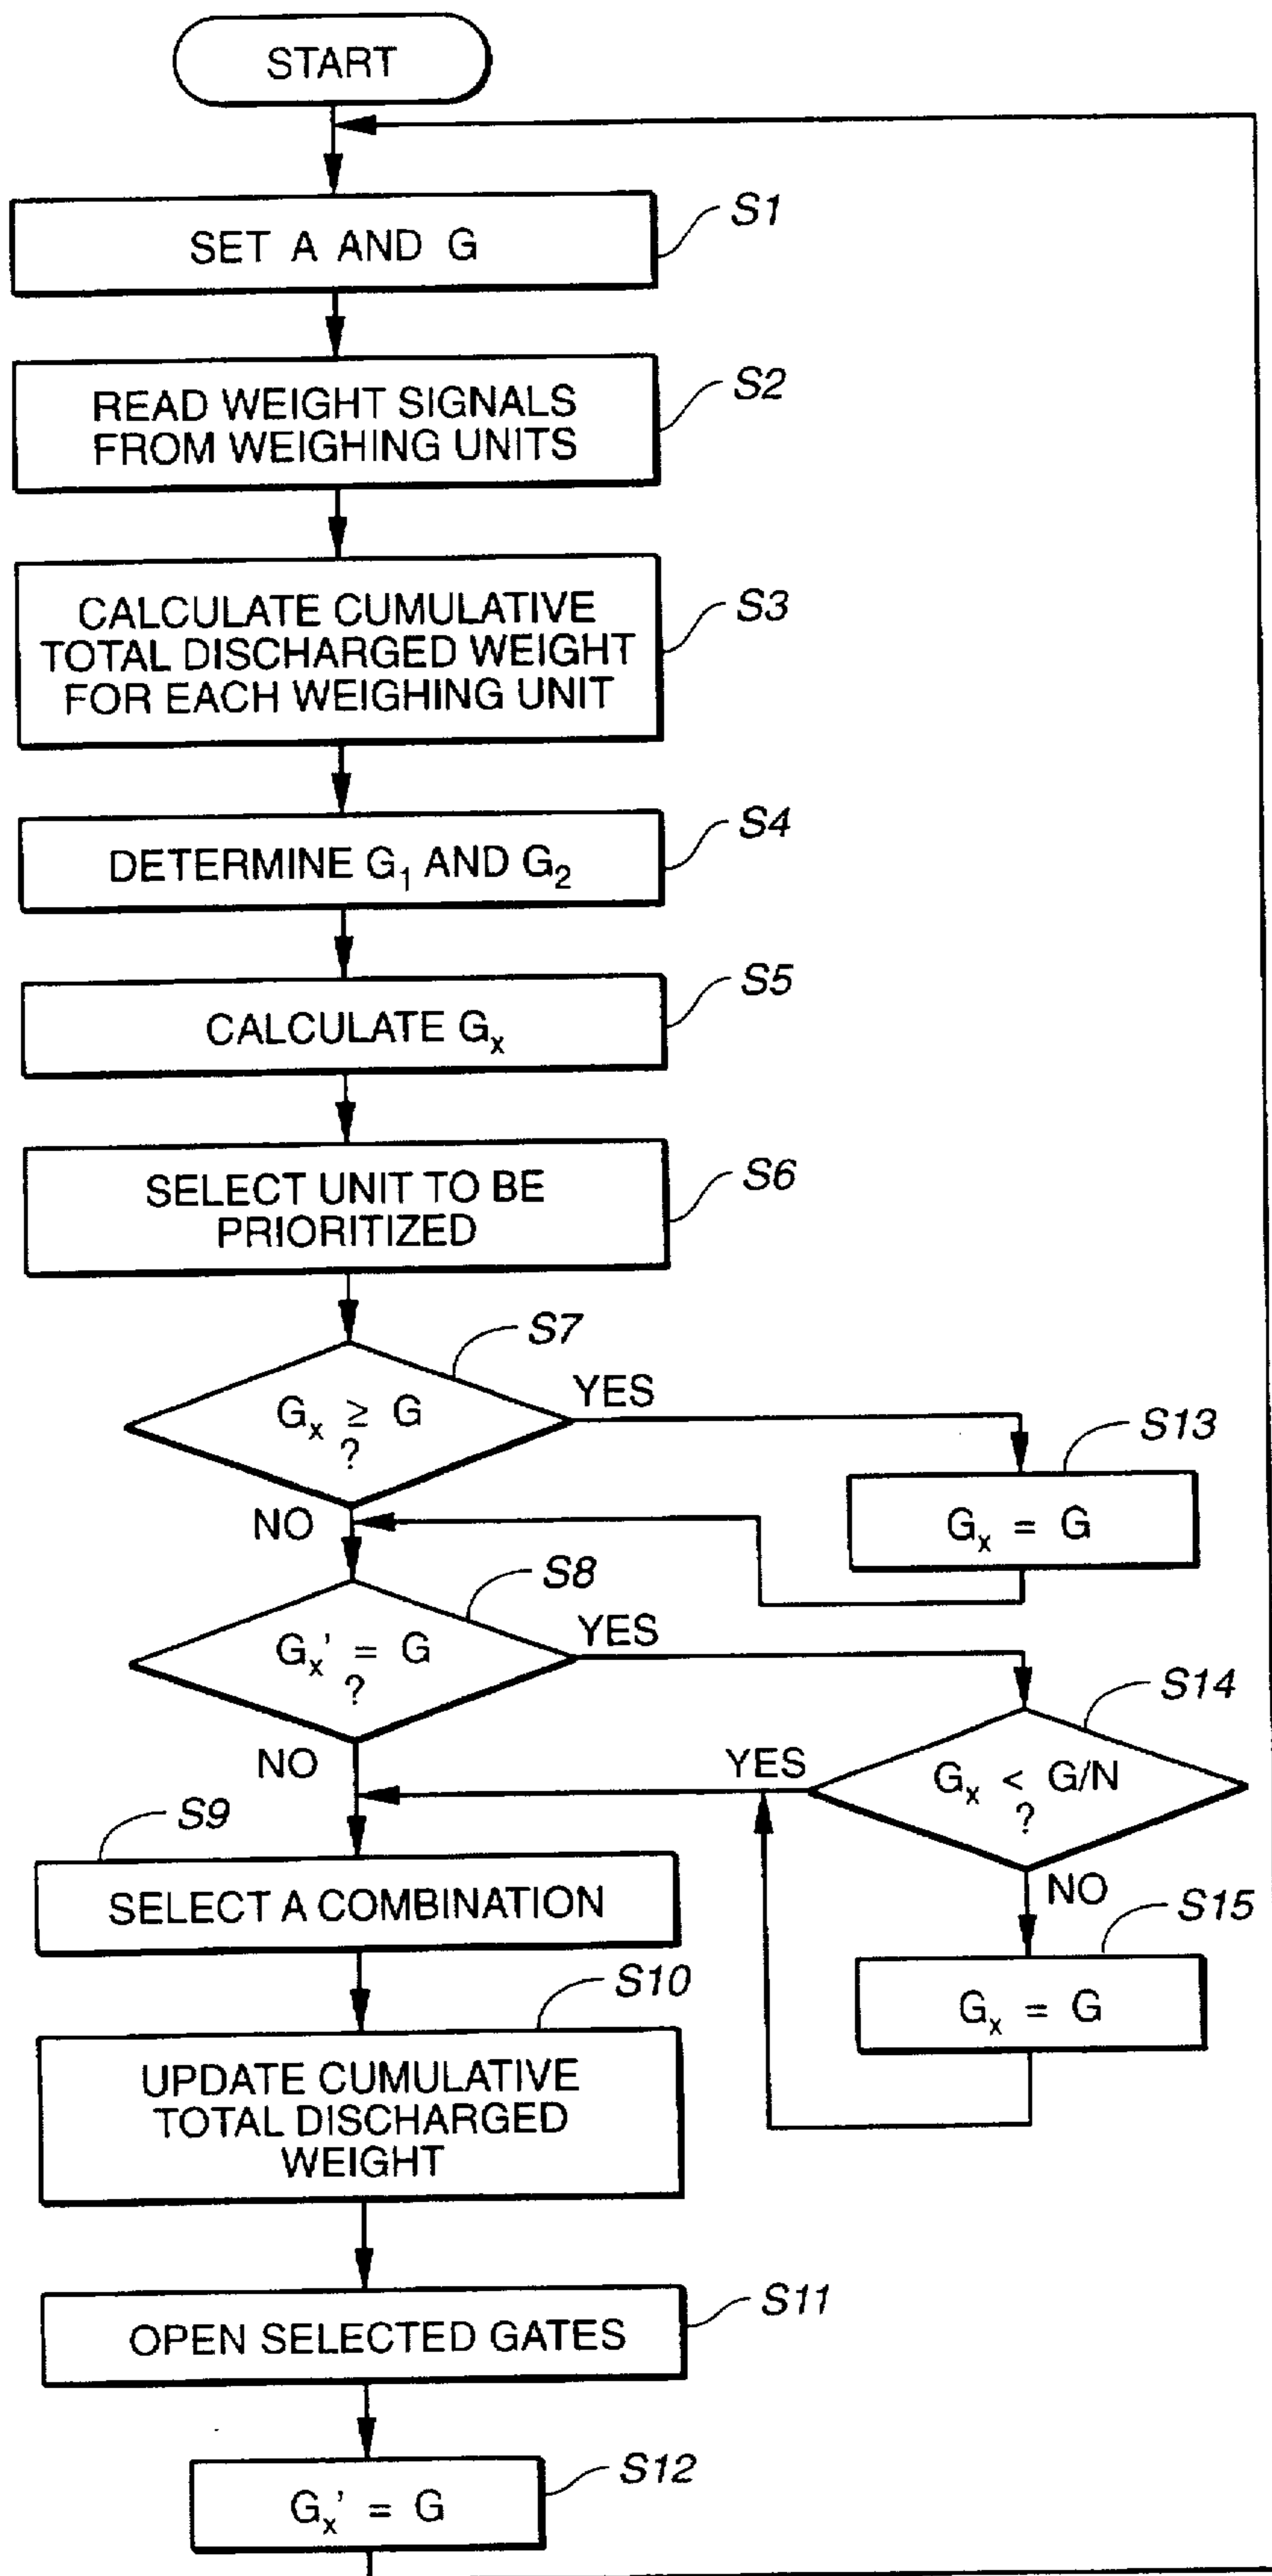 START
SET A AND G
S1
READ WEIGHT SIGNALS
FROM WEIGHING UNITS
S2
CALCULATE CUMULATIVE
TOTAL DISCHARGED WEIGHT
FOR EACH WEIGHING UNIT
S3
DETERMINE G₁ AND G₂
S4
CALCULATE Gₓ
S5
SELECT UNIT TO BE
PRIORITIZED
S6
S7
Gₓ ≥ G
?
YES
NO
S13
Gₓ = G
S8
Gₓ' = G
?
YES
NO
S14
Gₓ < G/N
?
YES
NO
S15
Gₓ = G
S9
SELECT A COMBINATION
S10
UPDATE CUMULATIVE
TOTAL DISCHARGED
WEIGHT
S11
OPEN SELECTED GATES
S12
Gₓ' = G